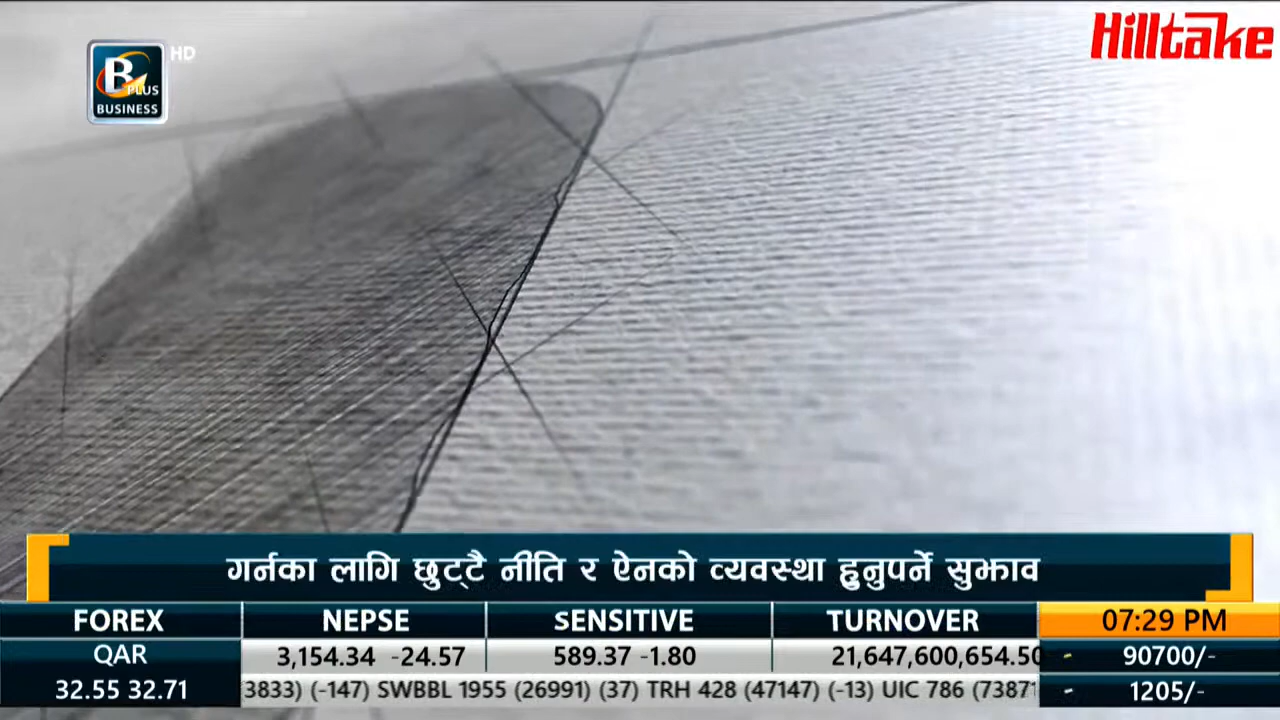 Hilltake
B PLUS HD
BUSINESS
गर्नका लागि छुट्टै नीति र ऐनको व्यवस्था हुनुपर्ने सुझाव
FOREX NEPSE SENSITIVE TURNOVER 07:29 PM
QAR 3,154.34 -24.57 589.37 -1.80 21,647,600,654.50 - 90700/-
32.55 32.71 3833) (-147) SWBBL 1955 (26991) (37) TRH 428 (47147) (-13) UIC 786 (7387 - 1205/-